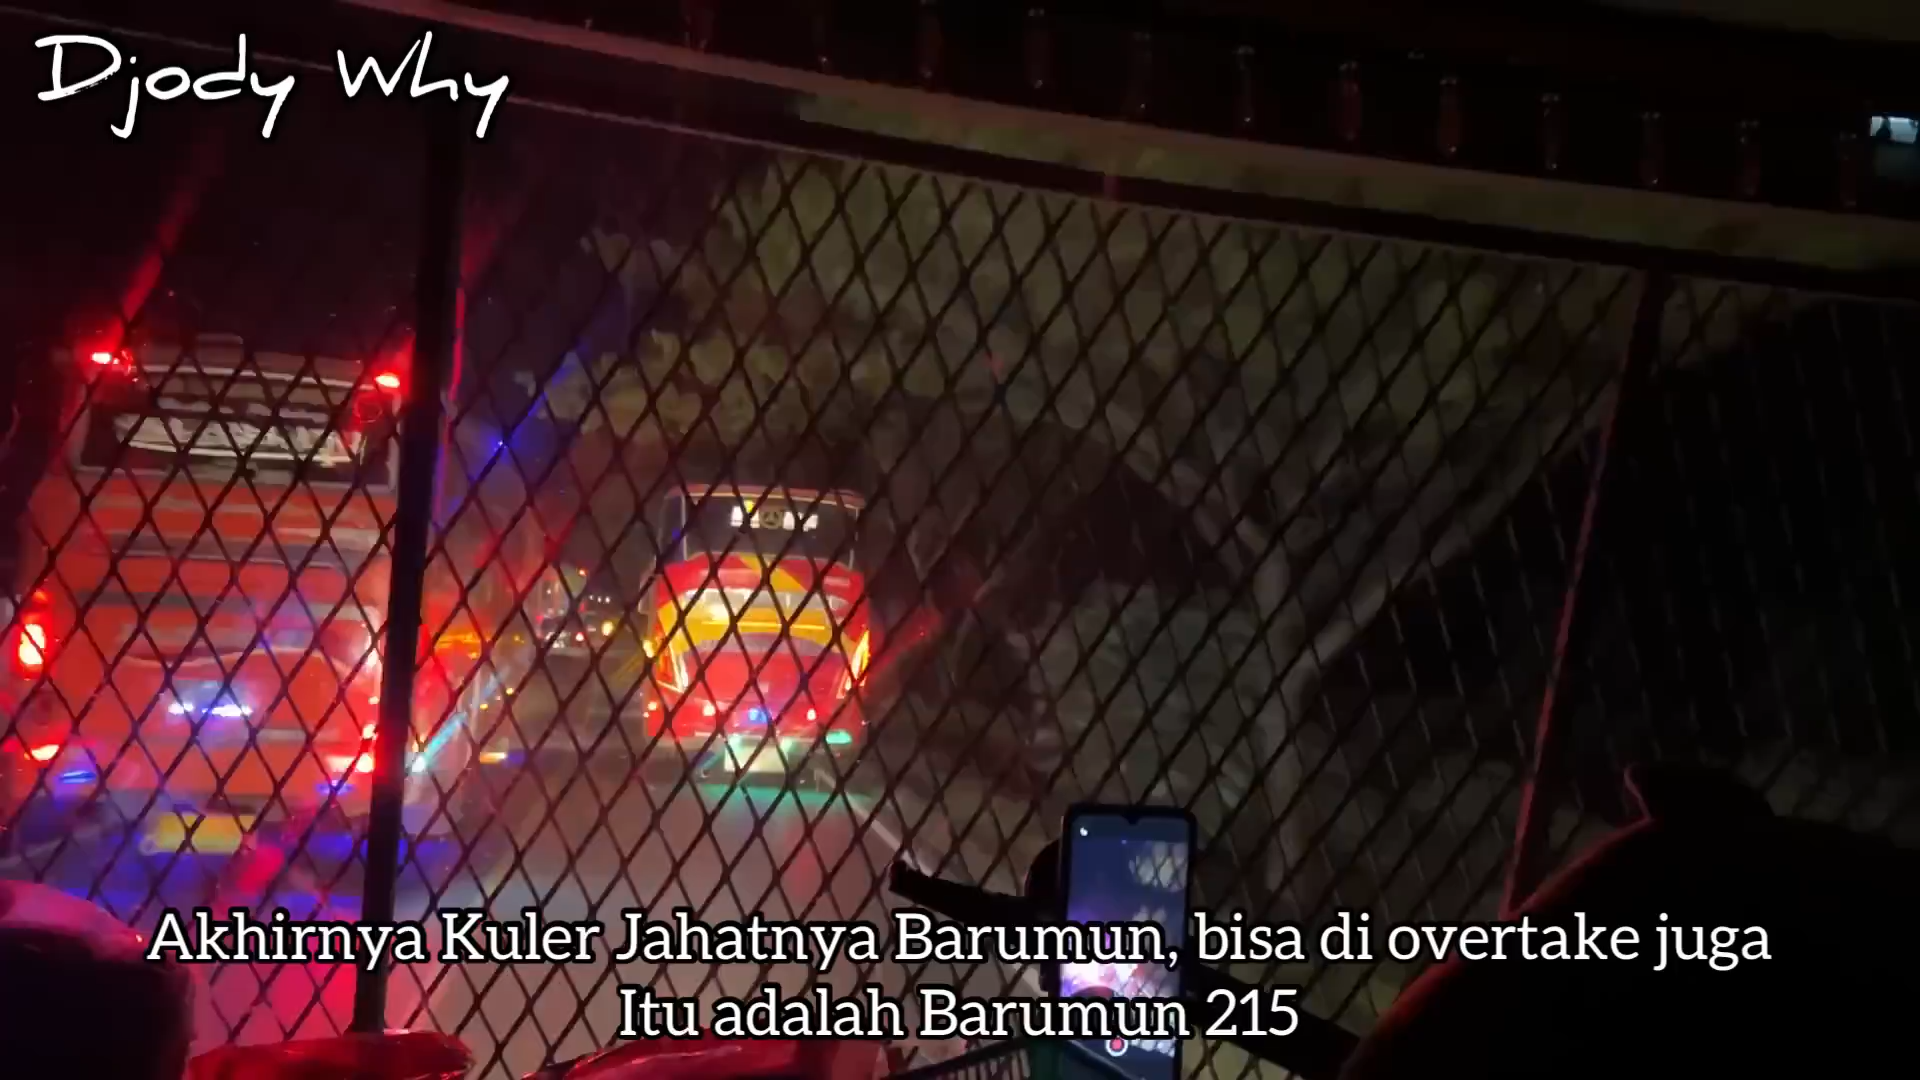 Djody Why
Akhirnya Kuler Jahatnya Barumun, bisa di overtake juga
Itu adalah Barumun 215